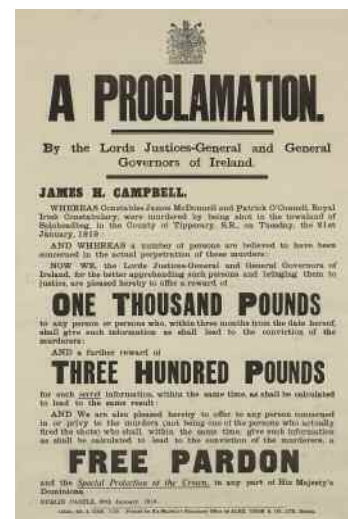 A PROCLAMATION.
By the Lords Justices-General and General
Governors of Ireland.
JAMES H. CAMPBELL.
WHEREAS Constables James McDonnell and Patrick O'Connell, Royal
Irish Constabulary, were murdered by being shot in the townland of
Soloheadbeg, in the County of Tipperary, S.R., on Tuesday, the 21st
January, 1919:
AND WHEREAS a number of persons are believed to have been
concerned in the actual perpetration of these murders:
NOW WE, the Lords Justices-General and General Governors of
Ireland, for the better apprehending such persons and bringing them to
justice, are pleased hereby to offer a reward of
ONE THOUSAND POUNDS
to any person or persons who, within three months from the date hereof,
shall give such information as shall lead to the conviction of the
murderers:
AND a further reward of
THREE HUNDRED POUNDS
for such secret information, within the same time, as shall be calculated
to lead to the same result:
AND We are also pleased hereby to offer to any person concerned
in or privy to the murders (not being one of the persons who actually
fired the shots) who shall, within the same time, give such information
as shall be calculated to lead to the conviction of the murderers, a
FREE PARDON
and the Special Protection of the Crown, in any part of His Majesty's
Dominions.
DUBLIN CASTLE, January 1919.